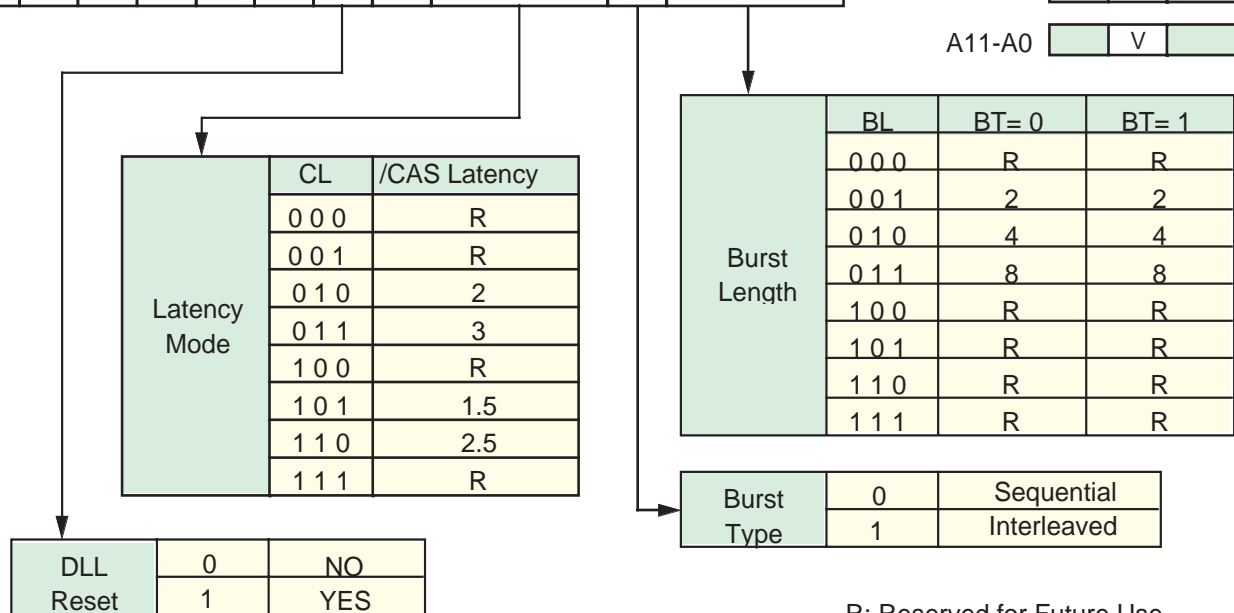 A11-A0 V
BL BT= 0 BT= 1
0 0 0 R R
0 0 1 2 2
0 1 0 4 4
0 1 1 8 8
1 0 0 R R
1 0 1 R R
1 1 0 R R
1 1 1 R R
Burst
Length
CL /CAS Latency
0 0 0 R
0 0 1 R
0 1 0 2
0 1 1 3
1 0 0 R
1 0 1 1.5
1 1 0 2.5
1 1 1 R
Latency
Mode
Burst
Type
0 Sequential
1 Interleaved
DLL
Reset
0 NO
1 YES
R: Reserved for Future Use